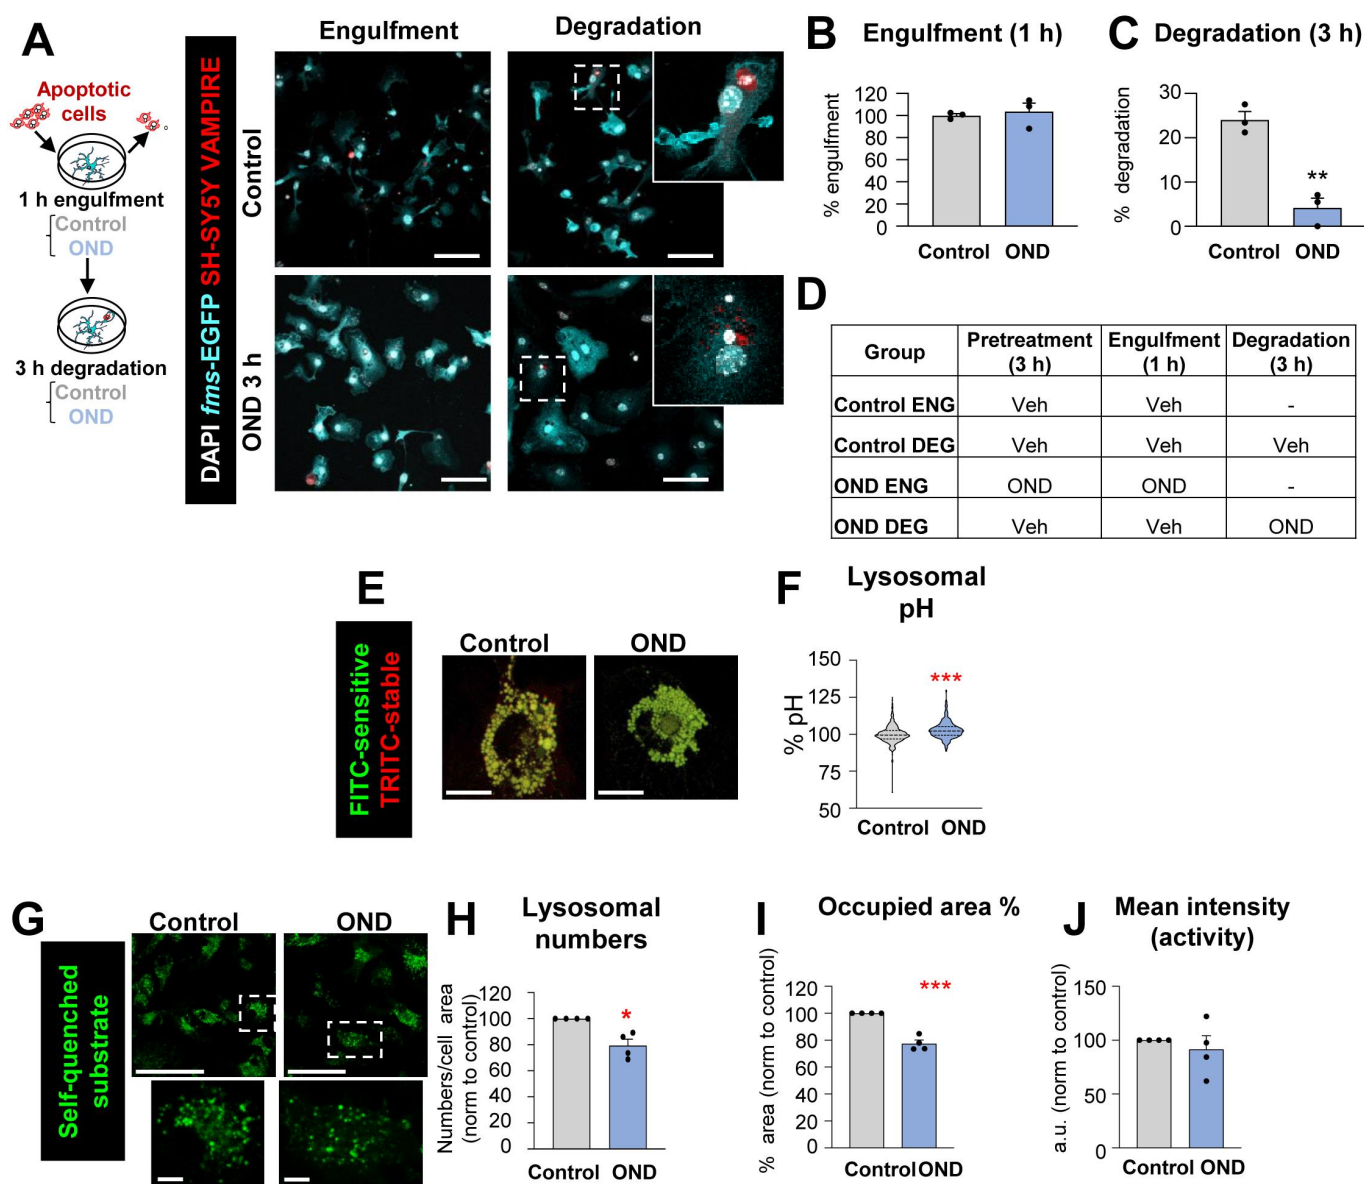 A
Apoptotic
cells
1 h engulfment
Control
OND
3 h degradation
Control
OND
DAPI fms-EGFP SH-SY5Y VAMPIRE
Engulfment
Degradation
Control
OND 3 h
B
Engulfment (1 h)
% engulfment
120
100
80
60
40
20
0
Control
OND
**
C
Degradation (3 h)
% degradation
30
20
10
0
Control
OND
D
Group
Pretreatment
(3 h)
Engulfment
(1 h)
Degradation
(3 h)
Control ENG
Veh
Veh
-
Control DEG
Veh
Veh
Veh
OND ENG
OND
OND
-
OND DEG
Veh
Veh
OND
E
FITC-sensitive
TRITC-stable
Control
OND
F
Lysosomal
pH
% pH
150
125
100
75
50
***
Control
OND
G
Self-quenched
substrate
Control
OND
H
Lysosomal
numbers
Numbers/cell area
(norm to control)
120
100
80
60
40
20
0
*
Control
OND
I
Occupied area %
% area (norm to control)
120
100
80
60
40
20
0
***
Control
OND
J
Mean intensity
(activity)
a.u. (norm to control)
150
100
50
0
Control
OND